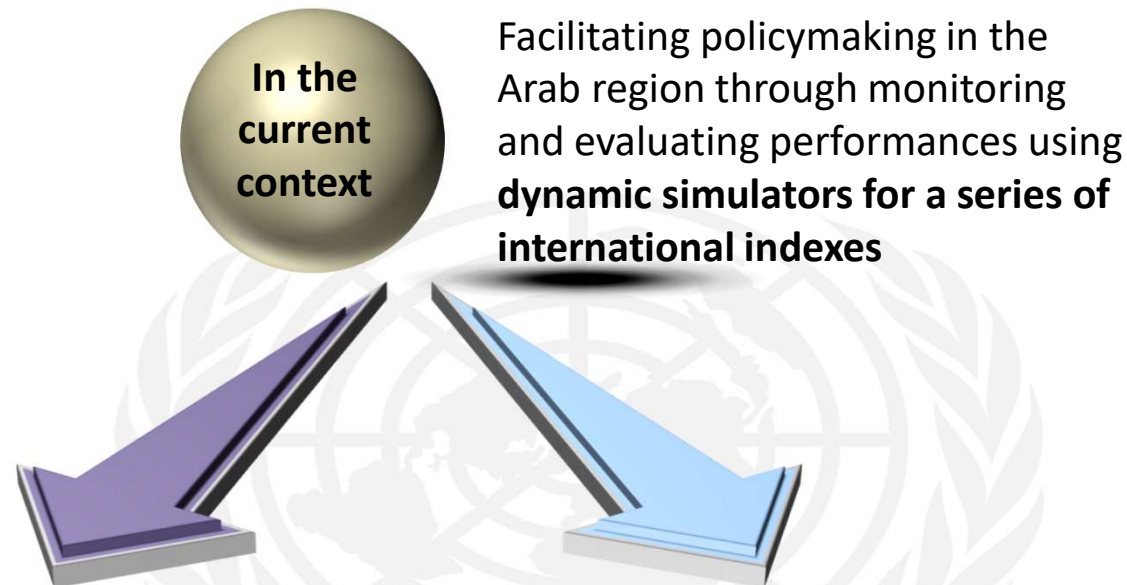 In the
current
context
Facilitating policymaking in the
Arab region through monitoring
and evaluating performances using
dynamic simulators for a series of
international indexes